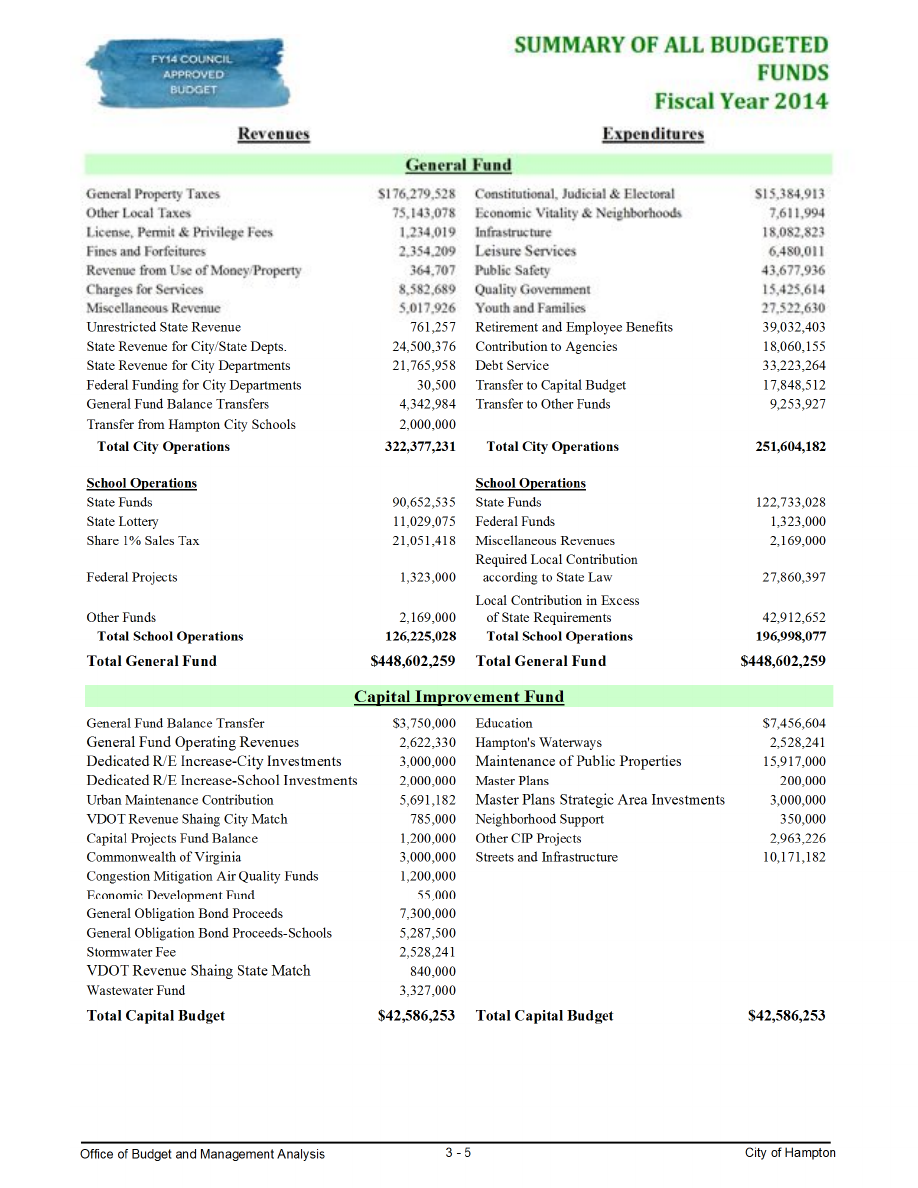 FY14 COUNCIL
APPROVED
BUDGET
SUMMARY OF ALL BUDGETED
FUNDS
Fiscal Year 2014
Revenues Expenditures
General Fund
General Property Taxes $176,279,528 Constitutional, Judicial & Electoral $15,384,913
Other Local Taxes 75,143,078 Economic Vitality & Neighborhoods 7,611,994
License, Permit & Privilege Fees 1,234,019 Infrastructure 18,082,823
Fines and Forfeitures 2,354,209 Leisure Services 6,480,011
Revenue from Use of Money/Property 364,707 Public Safety 43,677,936
Charges for Services 8,582,689 Quality Government 15,425,614
Miscellaneous Revenue 5,017,926 Youth and Families 27,522,630
Unrestricted State Revenue 761,257 Retirement and Employee Benefits 39,032,403
State Revenue for City/State Depts. 24,500,376 Contribution to Agencies 18,060,155
State Revenue for City Departments 21,765,958 Debt Service 33,223,264
Federal Funding for City Departments 30,500 Transfer to Capital Budget 17,848,512
General Fund Balance Transfers 4,342,984 Transfer to Other Funds 9,253,927
Transfer from Hampton City Schools 2,000,000
Total City Operations 322,377,231 Total City Operations 251,604,182
School Operations School Operations
State Funds 90,652,535 State Funds 122,733,028
State Lottery 11,029,075 Federal Funds 1,323,000
Share 1% Sales Tax 21,051,418 Miscellaneous Revenues 2,169,000
Required Local Contribution
Federal Projects 1,323,000 according to State Law 27,860,397
Local Contribution in Excess
Other Funds 2,169,000 of State Requirements 42,912,652
Total School Operations 126,225,028 Total School Operations 196,998,077
Total General Fund $448,602,259 Total General Fund $448,602,259
Capital Improvement Fund
General Fund Balance Transfer $3,750,000 Education $7,456,604
General Fund Operating Revenues 2,622,330 Hampton's Waterways 2,528,241
Dedicated R/E Increase-City Investments 3,000,000 Maintenance of Public Properties 15,917,000
Dedicated R/E Increase-School Investments 2,000,000 Master Plans 200,000
Urban Maintenance Contribution 5,691,182 Master Plans Strategic Area Investments 3,000,000
VDOT Revenue Shaing City Match 785,000 Neighborhood Support 350,000
Capital Projects Fund Balance 1,200,000 Other CIP Projects 2,963,226
Commonwealth of Virginia 3,000,000 Streets and Infrastructure 10,171,182
Congestion Mitigation Air Quality Funds 1,200,000
Economic Development Fund 55,000
General Obligation Bond Proceeds 7,300,000
General Obligation Bond Proceeds-Schools 5,287,500
Stormwater Fee 2,528,241
VDOT Revenue Shaing State Match 840,000
Wastewater Fund 3,327,000
Total Capital Budget $42,586,253 Total Capital Budget $42,586,253
Office of Budget and Management Analysis 3 - 5 City of Hampton